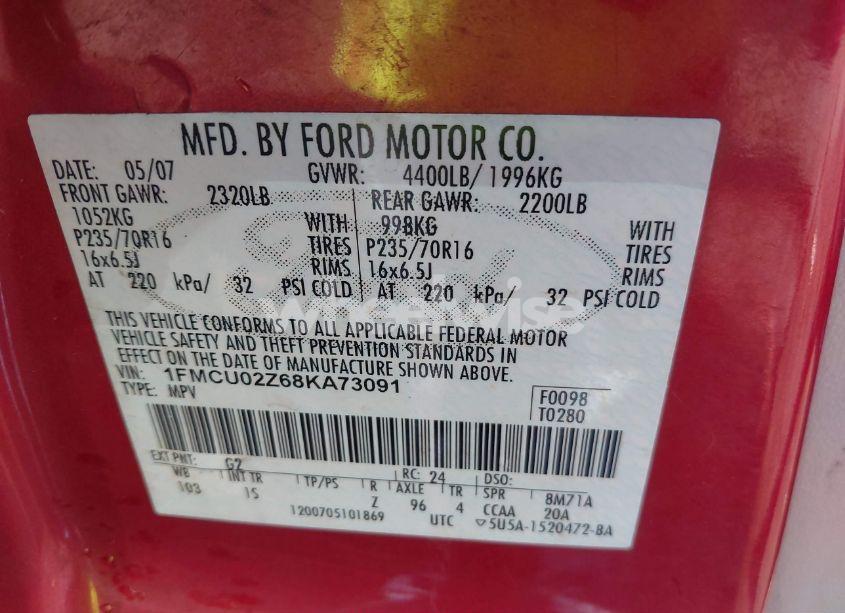 MFD. BY FORD MOTOR CO.
DATE: 05/07 GVWR: 4400LB/ 1996KG
FRONT GAWR: 2320LB REAR GAWR: 2200LB
1052KG WITH 998KG WITH
P235/70R16 TIRES P235/70R16 TIRES
16x6.5J RIMS 16x6.5J RIMS
AT 220 kPa/ 32 PSI COLD AT 220 kPa/ 32 PSI COLD
wheelwise
THIS VEHICLE CONFORMS TO ALL APPLICABLE FEDERAL MOTOR
VEHICLE SAFETY AND THEFT PREVENTION STANDARDS IN
EFFECT ON THE DATE OF MANUFACTURE SHOWN ABOVE.
VIN: 1FMCU02Z68KA73091
TYPE: MPV
F0098
T0280
EXT PNT: G2 RC: 24 DSO:
WB INT TR TP/PS R AXLE TR SPR 8M71A
103 IS Z 96 4 CCAA 20A
1200705101869 UTC 5U5A-1520472-BA